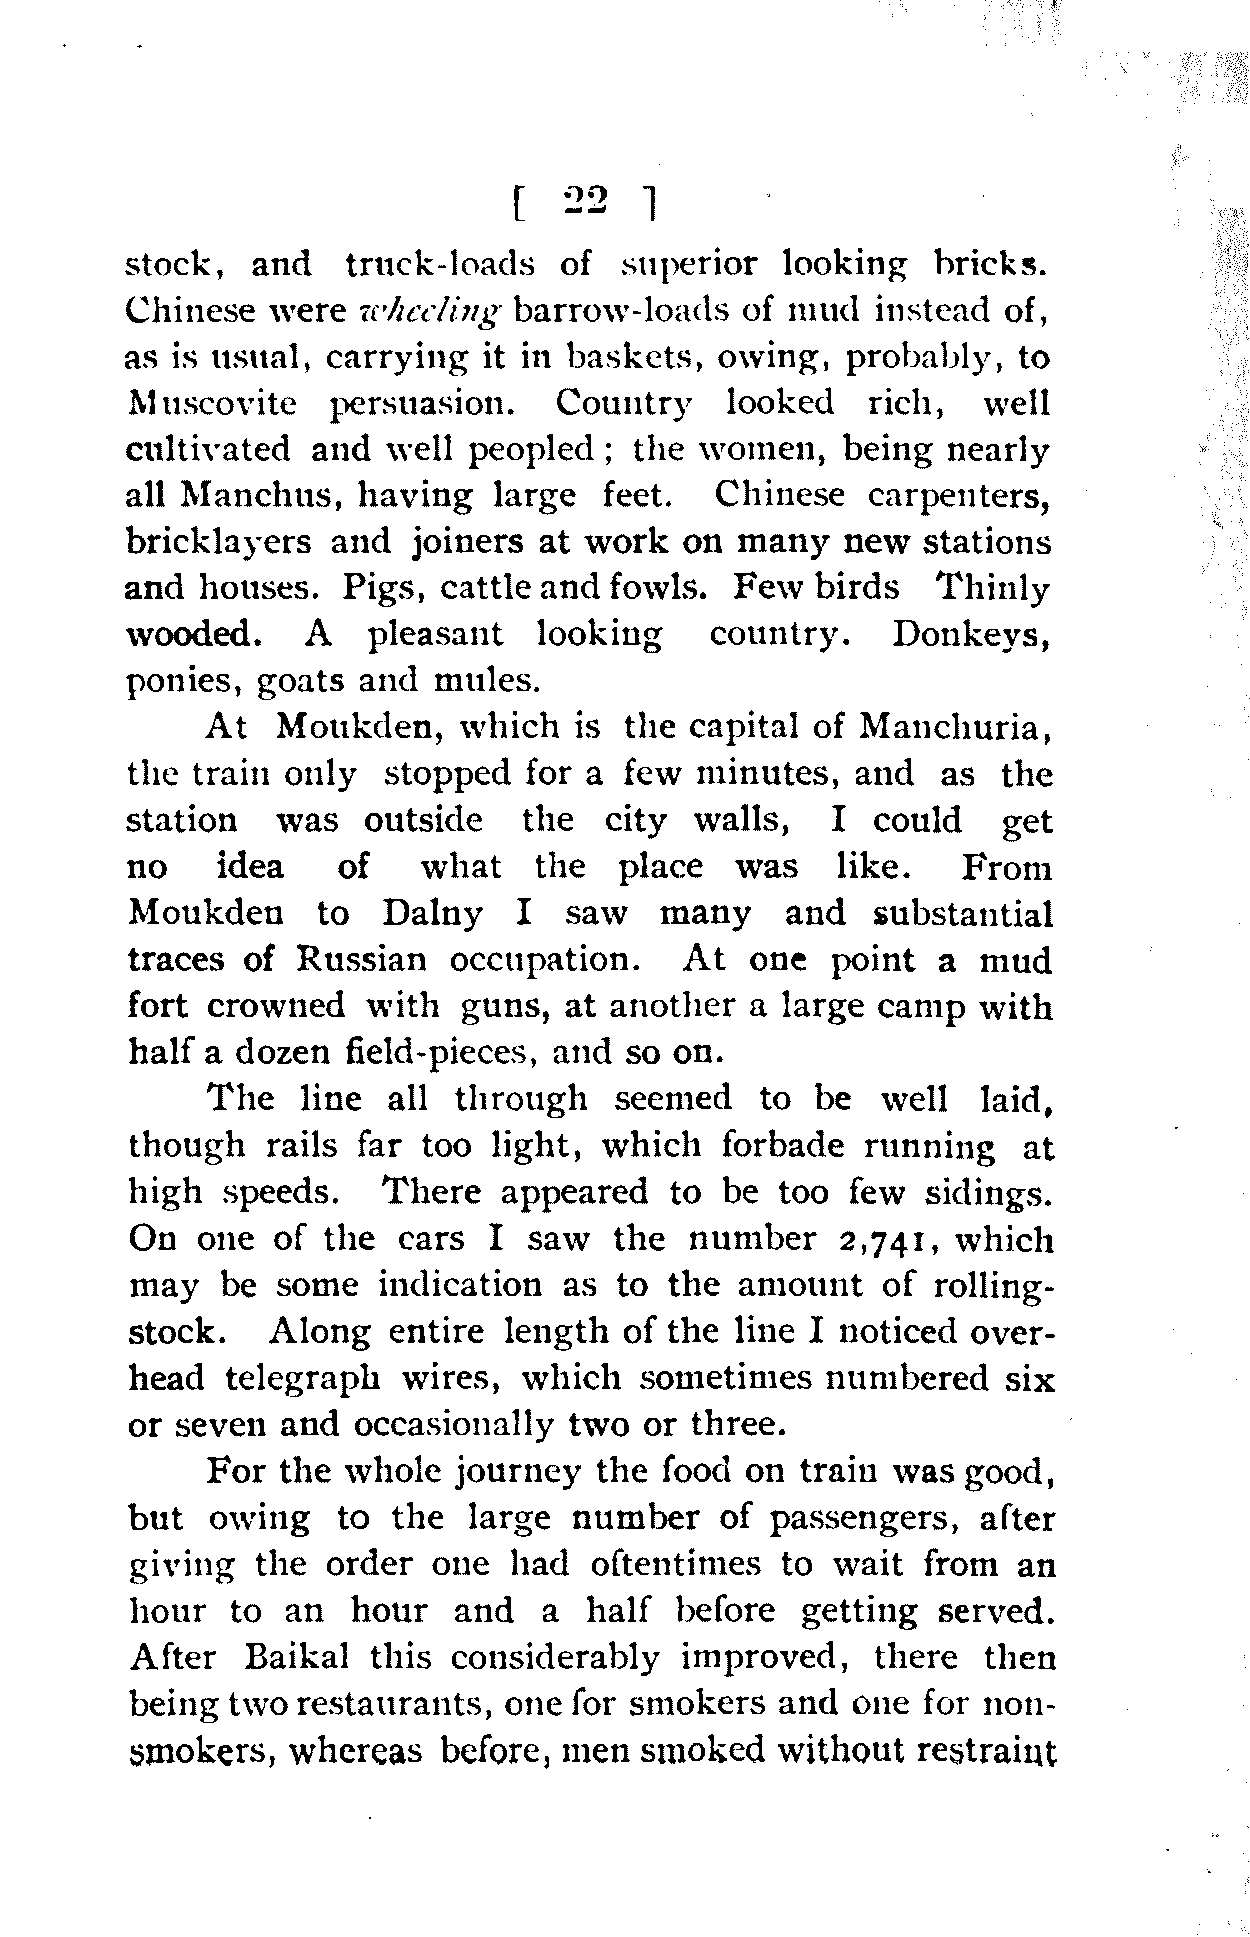 [ 22 ]
stock, and truck-loads of superior looking bricks.
Chinese were wheeling barrow-loads of mud instead of,
as is usual, carrying it in baskets, owing, probably, to
Muscovite persuasion. Country looked rich, well
cultivated and well peopled ; the women, being nearly
all Manchus, having large feet. Chinese carpenters,
bricklayers and joiners at work on many new stations
and houses. Pigs, cattle and fowls. Few birds Thinly
wooded. A pleasant looking country. Donkeys,
ponies, goats and mules.
At Moukden, which is the capital of Manchuria,
the train only stopped for a few minutes, and as the
station was outside the city walls, I could get
no idea of what the place was like. From
Moukden to Dalny I saw many and substantial
traces of Russian occupation. At one point a mud
fort crowned with guns, at another a large camp with
half a dozen field-pieces, and so on.
The line all through seemed to be well laid,
though rails far too light, which forbade running at
high speeds. There appeared to be too few sidings.
On one of the cars I saw the number 2,741, which
may be some indication as to the amount of rolling-
stock. Along entire length of the line I noticed over-
head telegraph wires, which sometimes numbered six
or seven and occasionally two or three.
For the whole journey the food on train was good,
but owing to the large number of passengers, after
giving the order one had oftentimes to wait from an
hour to an hour and a half before getting served.
After Baikal this considerably improved, there then
being two restaurants, one for smokers and one for non-
smokers, whereas before, men smoked without restraint